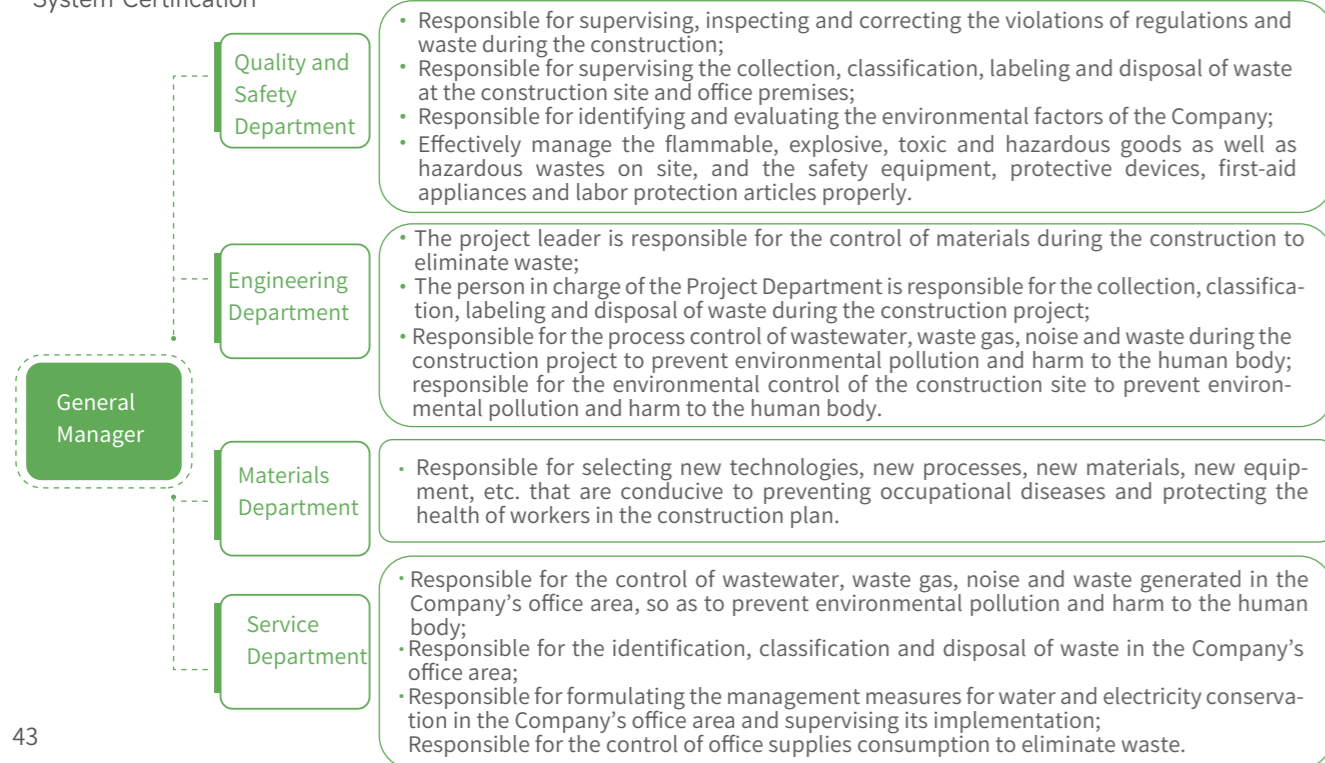 System Certification
Quality and
Safety
Department
• Responsible for supervising, inspecting and correcting the violations of regulations and
waste during the construction;
• Responsible for supervising the collection, classification, labeling and disposal of waste
at the construction site and office premises;
• Responsible for identifying and evaluating the environmental factors of the Company;
• Effectively manage the flammable, explosive, toxic and hazardous goods as well as
hazardous wastes on site, and the safety equipment, protective devices, first-aid
appliances and labor protection articles properly.
Engineering
Department
• The project leader is responsible for the control of materials during the construction to
eliminate waste;
• The person in charge of the Project Department is responsible for the collection, classifica-
tion, labeling and disposal of waste during the construction project;
• Responsible for the process control of wastewater, waste gas, noise and waste during the
construction project to prevent environmental pollution and harm to the human body;
responsible for the environmental control of the construction site to prevent environ-
mental pollution and harm to the human body.
General
Manager
Materials
Department
• Responsible for selecting new technologies, new processes, new materials, new equip-
ment, etc. that are conducive to preventing occupational diseases and protecting the
health of workers in the construction plan.
Service
Department
• Responsible for the control of wastewater, waste gas, noise and waste generated in the
Company's office area, so as to prevent environmental pollution and harm to the human
body;
• Responsible for the identification, classification and disposal of waste in the Company's
office area;
• Responsible for formulating the management measures for water and electricity conserva-
tion in the Company's office area and supervising its implementation;
Responsible for the control of office supplies consumption to eliminate waste.
43